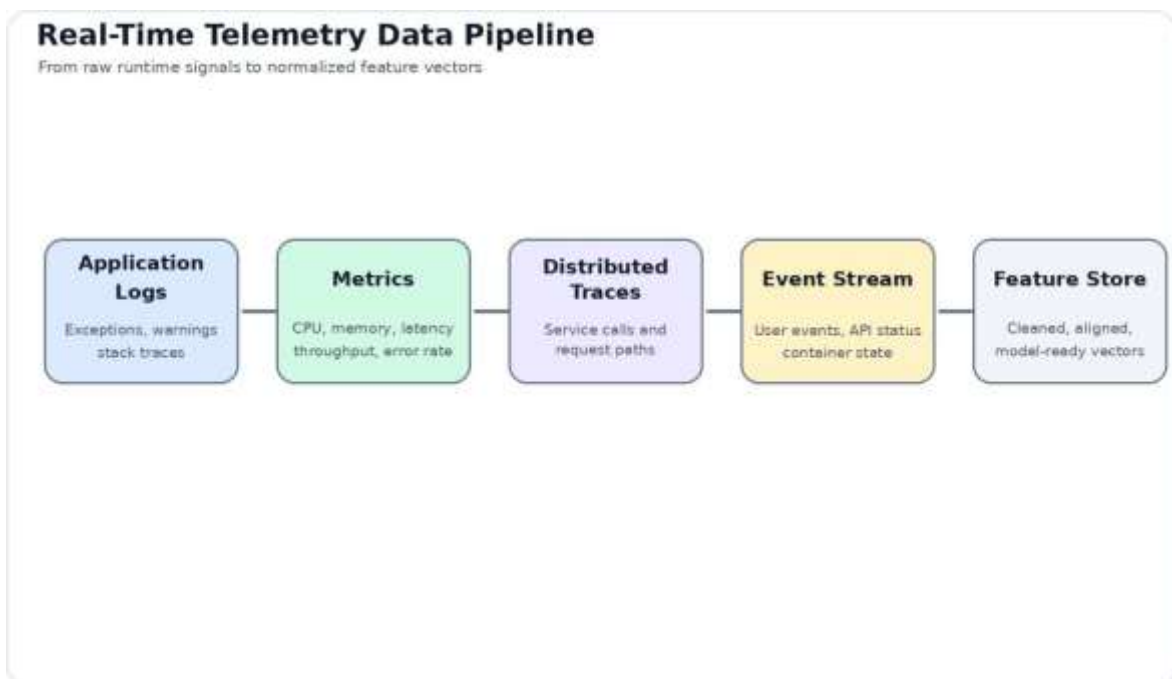 Real-Time Telemetry Data Pipeline
From raw runtime signals to normalized feature vectors
Application
Logs
Exceptions, warnings
stack traces
Metrics
CPU, memory, latency
throughput, error rate
Distributed
Traces
Service calls and
request paths
Event Stream
User events, API status
container state
Feature Store
Cleaned, aligned,
model-ready vectors